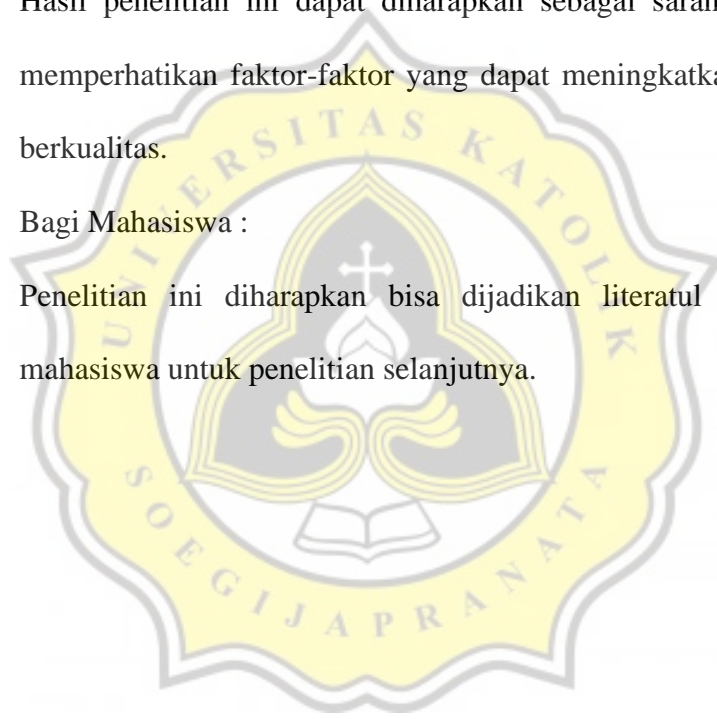 Hasil penelitian ini dapat diharapkan sebagai saran
memperhatikan faktor-faktor yang dapat meningkatka
berkualitas.
Bagi Mahasiswa :
Penelitian ini diharapkan bisa dijadikan literatul
mahasiswa untuk penelitian selanjutnya.
UNIVERSITAS KATOLIK
SOEGIJAPRANATA